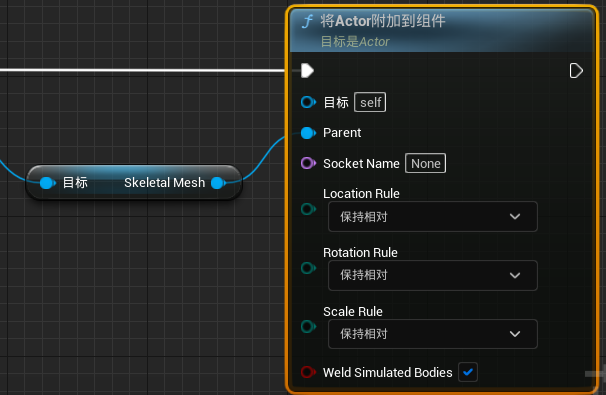 f 将Actor附加到组件
目标是Actor
目标 self
Parent
目标 Skeletal Mesh
Socket Name None
Location Rule
保持相对
Rotation Rule
保持相对
Scale Rule
保持相对
Weld Simulated Bodies